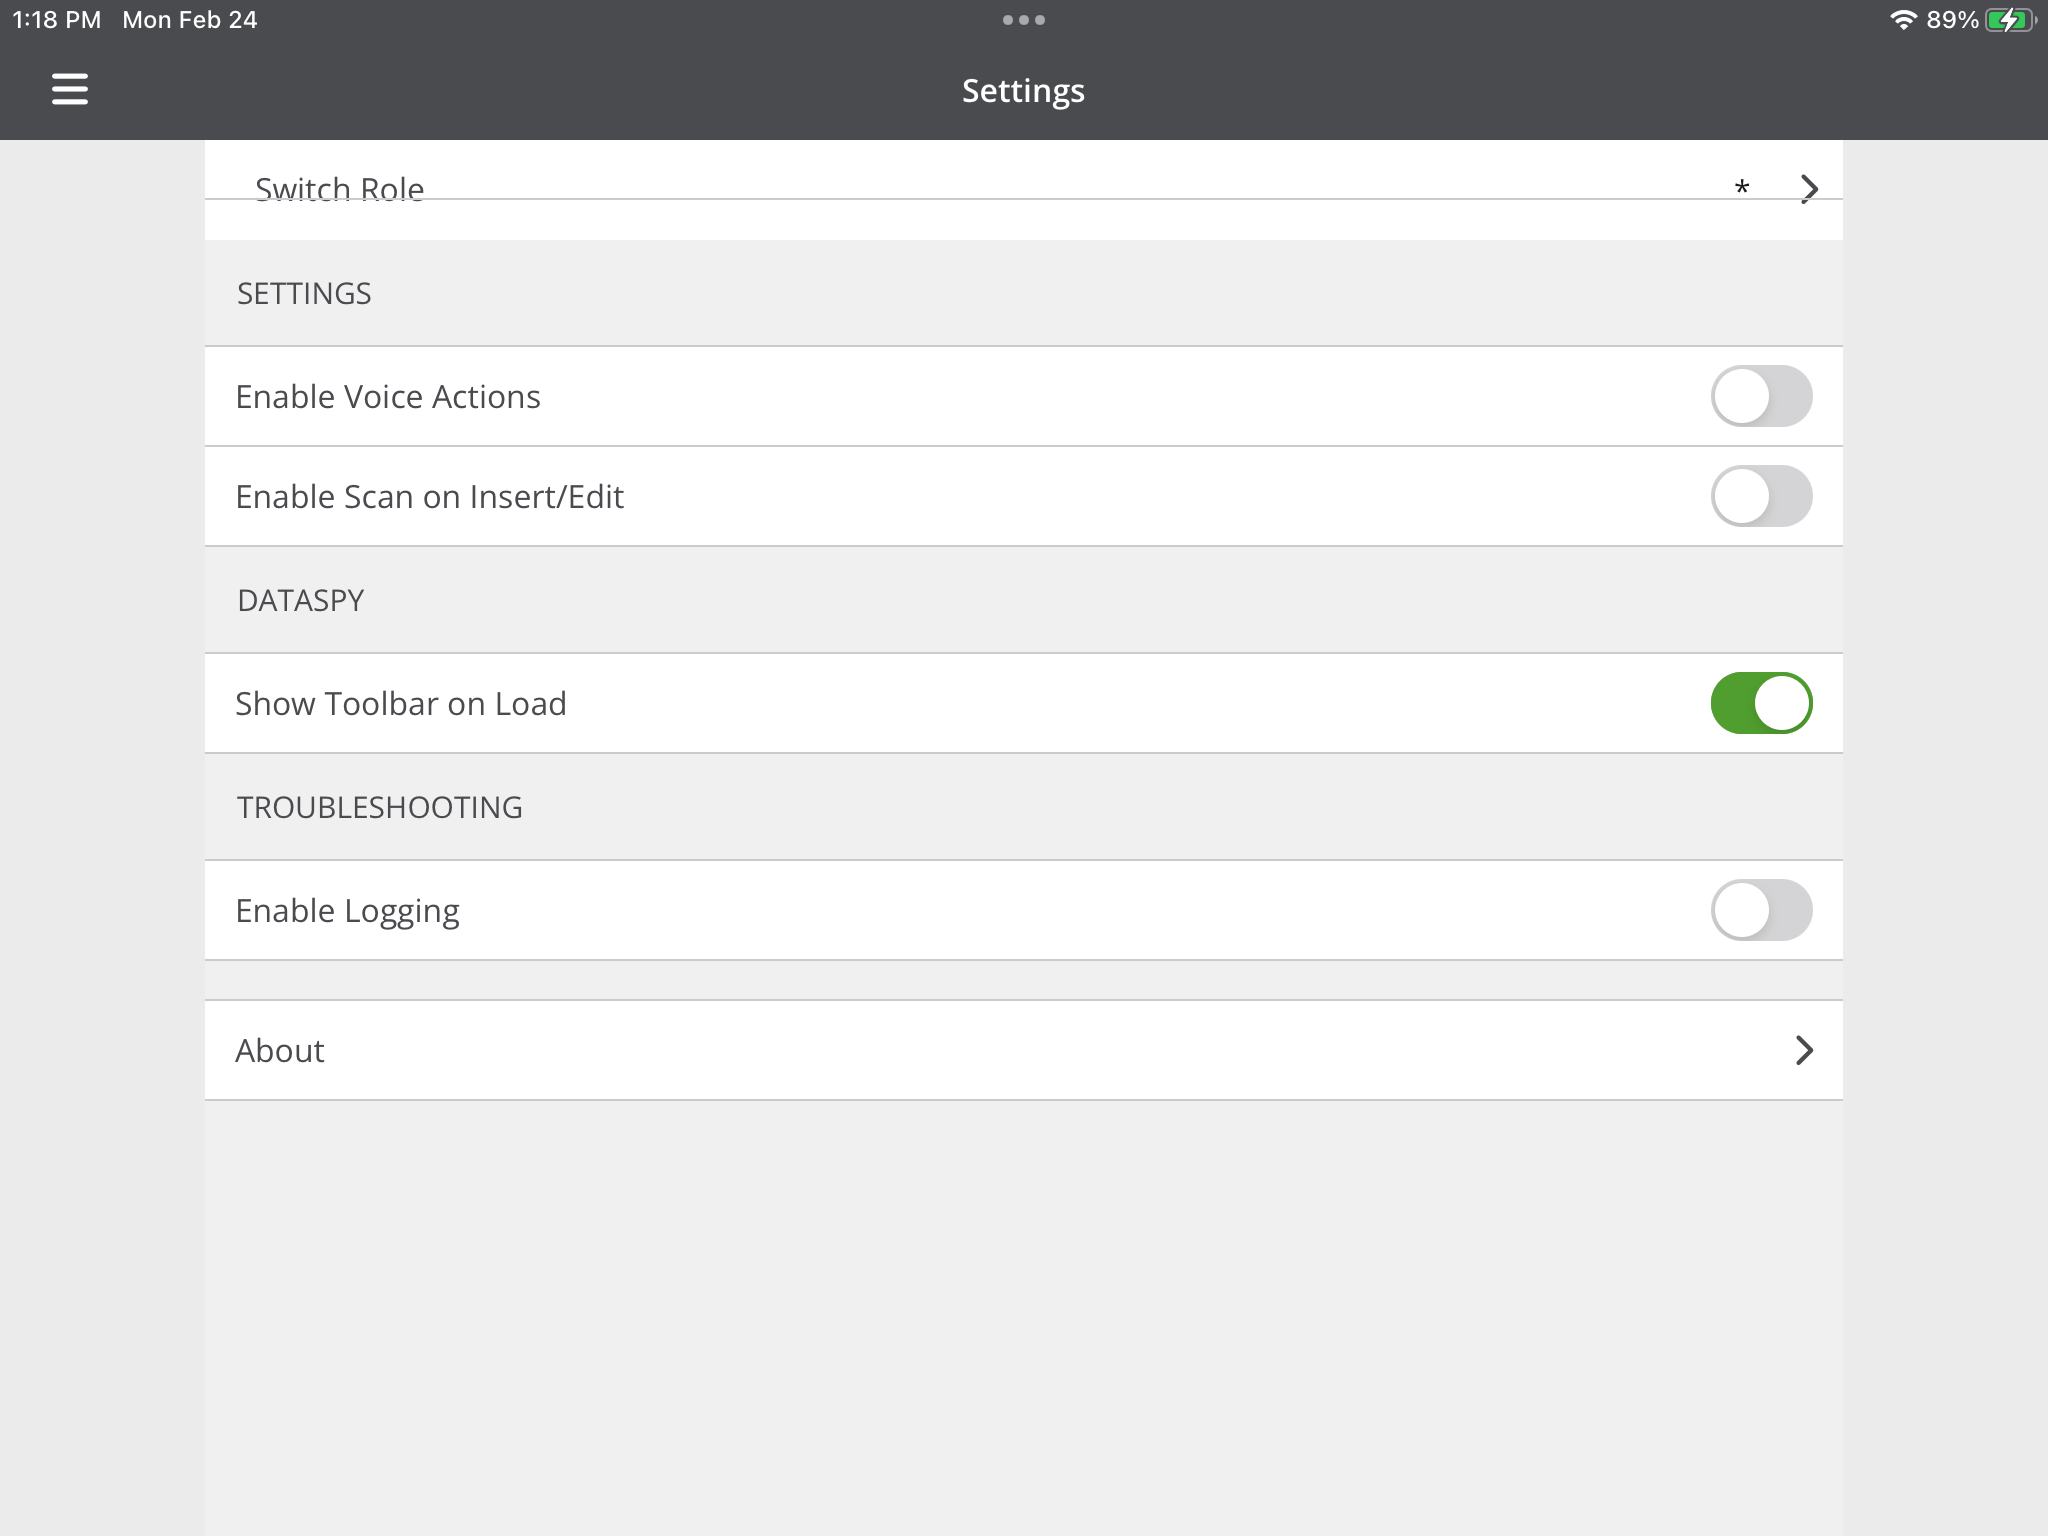 1:18 PM Mon Feb 24
89%
Settings
Switch Role *
SETTINGS
Enable Voice Actions
Enable Scan on Insert/Edit
DATASPY
Show Toolbar on Load
TROUBLESHOOTING
Enable Logging
About